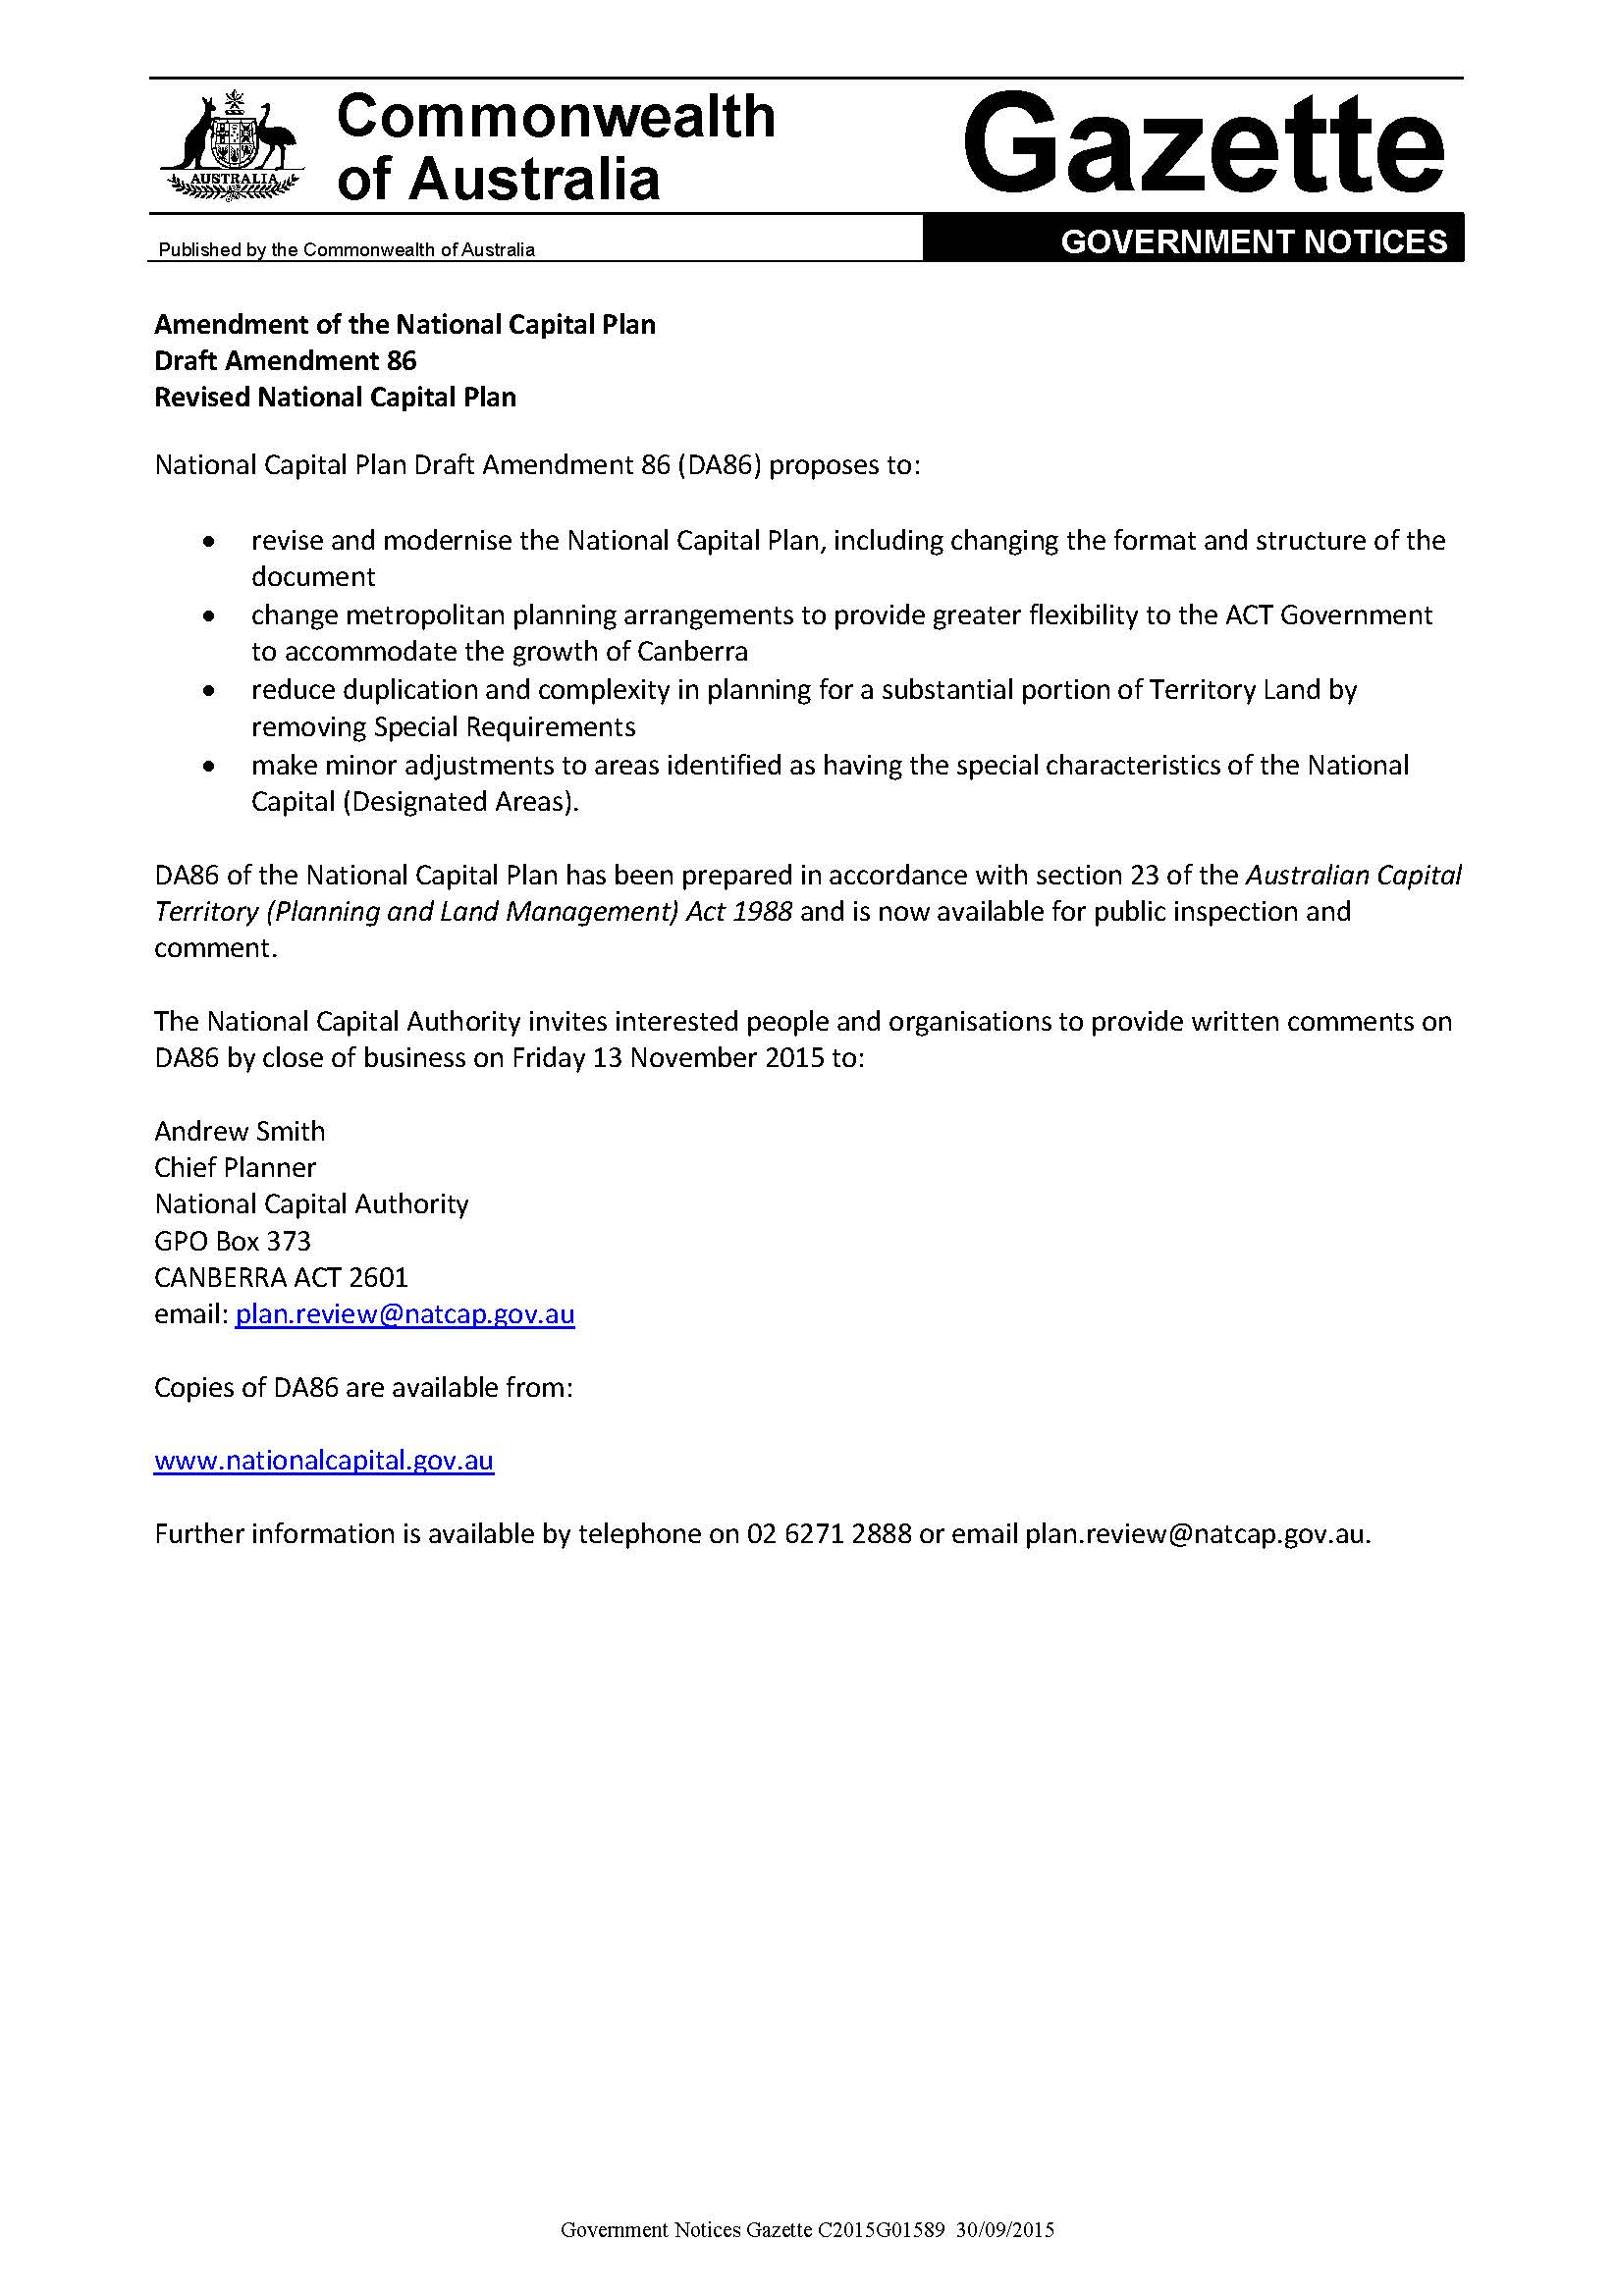 AUSTRALIA
Commonwealth
of Australia
Gazette
Published by the Commonwealth of Australia
GOVERNMENT NOTICES
Amendment of the National Capital Plan
Draft Amendment 86
Revised National Capital Plan
National Capital Plan Draft Amendment 86 (DA86) proposes to:
• revise and modernise the National Capital Plan, including changing the format and structure of the
document
• change metropolitan planning arrangements to provide greater flexibility to the ACT Government
to accommodate the growth of Canberra
• reduce duplication and complexity in planning for a substantial portion of Territory Land by
removing Special Requirements
• make minor adjustments to areas identified as having the special characteristics of the National
Capital (Designated Areas).
DA86 of the National Capital Plan has been prepared in accordance with section 23 of the Australian Capital
Territory (Planning and Land Management) Act 1988 and is now available for public inspection and
comment.
The National Capital Authority invites interested people and organisations to provide written comments on
DA86 by close of business on Friday 13 November 2015 to:
Andrew Smith
Chief Planner
National Capital Authority
GPO Box 373
CANBERRA ACT 2601
email: plan.review@natcap.gov.au
Copies of DA86 are available from:
www.nationalcapital.gov.au
Further information is available by telephone on 02 6271 2888 or email plan.review@natcap.gov.au.
Government Notices Gazette C2015G01589 30/09/2015